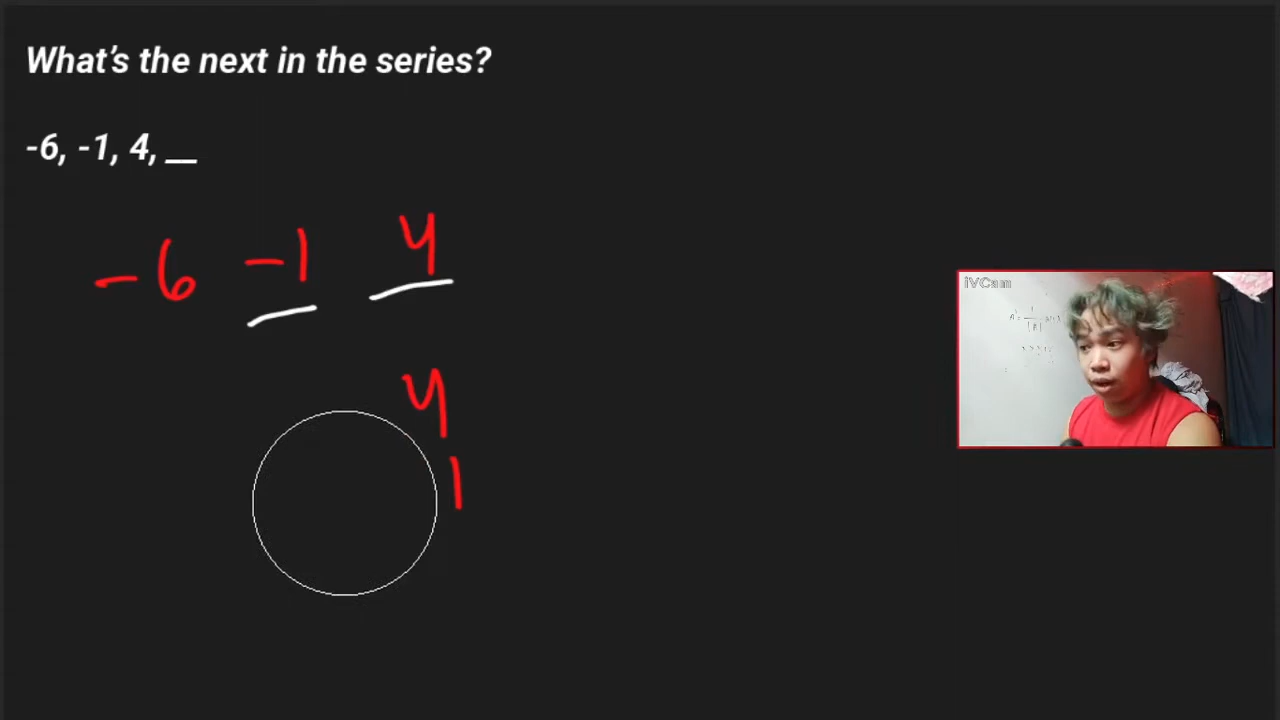 What's the next in the series?
-6, -1, 4, __
-6 -1 4
4
1
iVCam